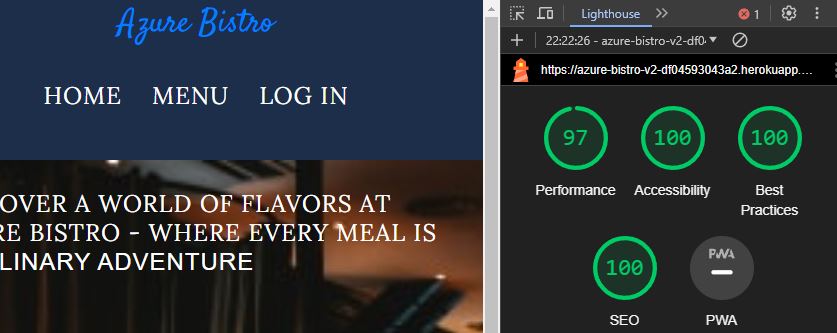 Azure Bistro
HOME MENU LOG IN
OVER A WORLD OF FLAVORS AT
RE BISTRO - WHERE EVERY MEAL IS
LINARY ADVENTURE
Lighthouse
1
22:22:26 - azure-bistro-v2-df0
https://azure-bistro-v2-df04593043a2.herokuapp....
97 100 100
Performance Accessibility Best
Practices
100 PWA
SEO PWA